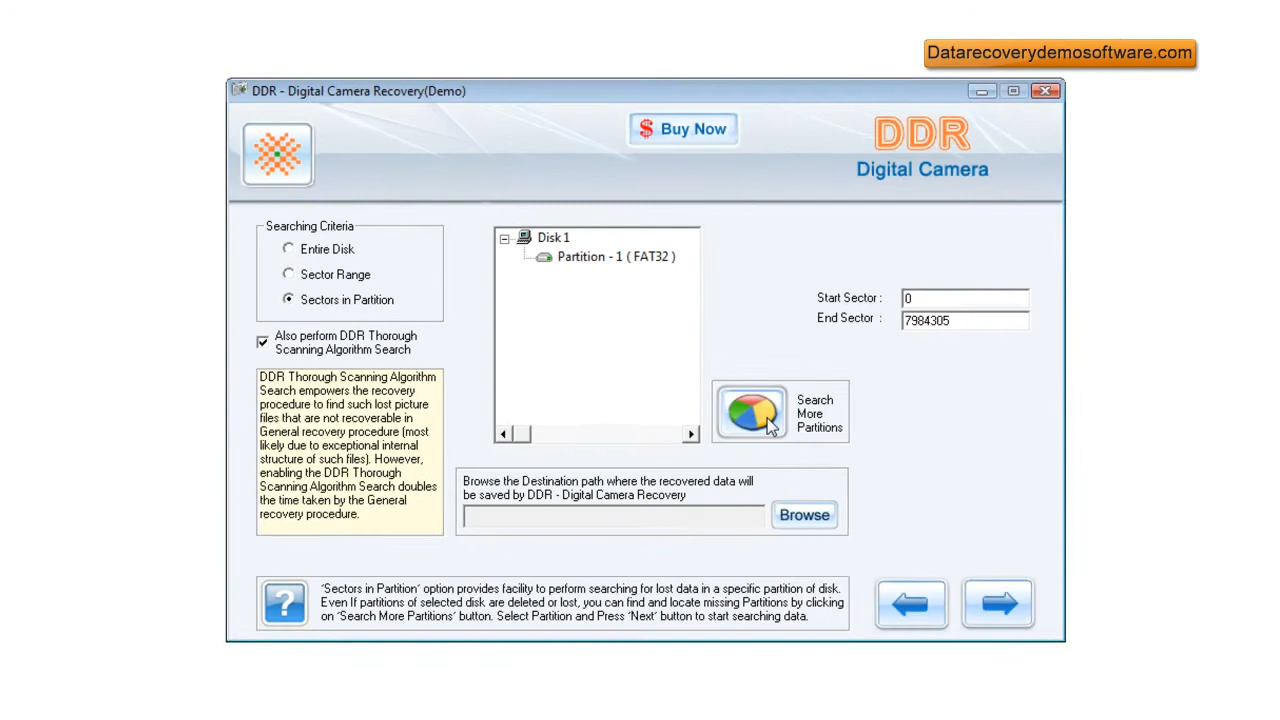 Datarecoverydemosoftware.com
DDR - Digital Camera Recovery(Demo)
$ Buy Now
DDR
Digital Camera
Searching Criteria
Entire Disk
Sector Range
Sectors in Partition
Also perform DDR Thorough
Scanning Algorithm Search
DDR Thorough Scanning Algorithm
Search empowers the recovery
procedure to find such lost picture
files that are not recoverable in
General recovery procedure (most
likely due to exceptional internal
structure of such files). However,
enabling the DDR Thorough
Scanning Algorithm Search doubles
the time taken by the General
recovery procedure.
Disk 1
Partition - 1 ( FAT32 )
Start Sector : 0
End Sector : 7984305
Search
More
Partitions
Browse the Destination path where the recovered data will
be saved by DDR - Digital Camera Recovery
Browse
?
'Sectors in Partition' option provides facility to perform searching for lost data in a specific partition of disk.
Even If partitions of selected disk are deleted or lost, you can find and locate missing Partitions by clicking
on 'Search More Partitions' button. Select Partition and Press 'Next' button to start searching data.